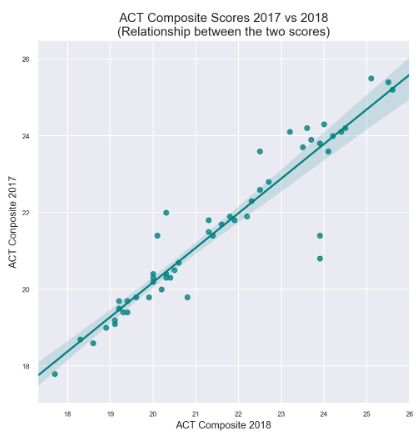 ACT Composite Scores 2017 vs 2018
(Relationship between the two scores)
26
24
22
20
18
ACT Composite 2017
18 19 20 21 22 23 24 25 26
ACT Composite 2018